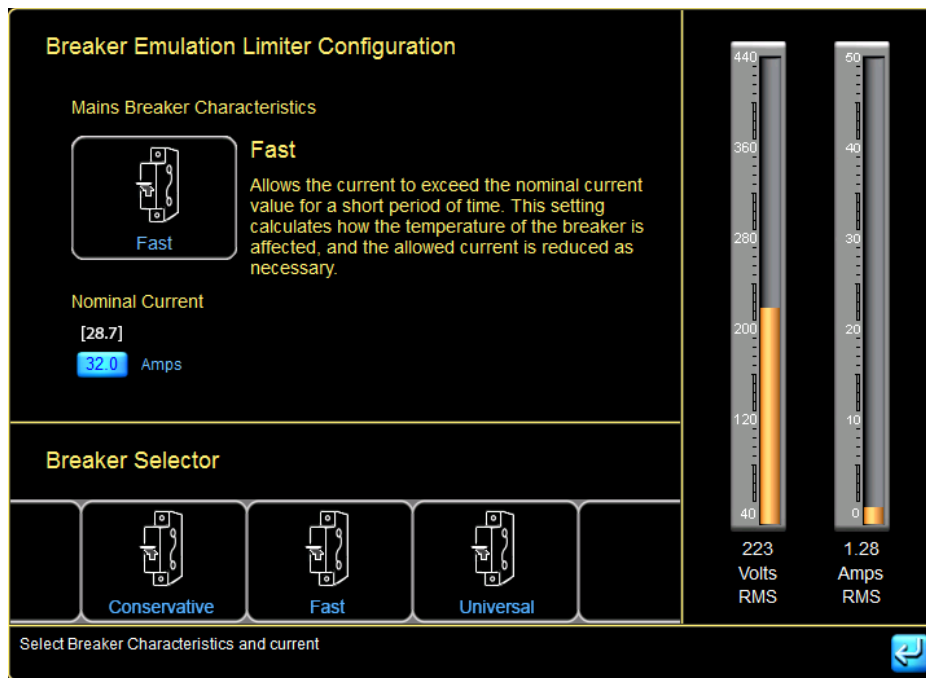 Breaker Emulation Limiter Configuration
Mains Breaker Characteristics
Fast
Fast
Allows the current to exceed the nominal current
value for a short period of time. This setting
calculates how the temperature of the breaker is
affected, and the allowed current is reduced as
necessary.
Nominal Current
[28.7]
32.0 Amps
Breaker Selector
Conservative
Fast
Universal
Select Breaker Characteristics and current
440
360
280
200
120
40
223
Volts
RMS
50
40
30
20
10
0
1.28
Amps
RMS